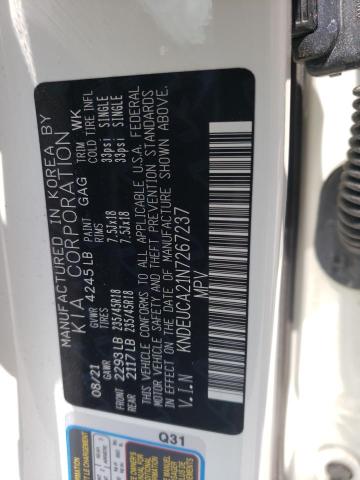 MANUFACTURED IN KOREA BY
KIA CORPORATION
08/21 GVWR 4245LB PAINT GAG TRIM WK
GAWR TIRES RIMS COLD TIRE INFL
FRONT 2293LB 235/45R18 7.5Jx18 33psi SINGLE
REAR 2117LB 235/45R18 7.5Jx18 33psi SINGLE
THIS VEHICLE CONFORMS TO ALL APPLICABLE U.S.A. FEDERAL
MOTOR VEHICLE SAFETY AND THEFT PREVENTION STANDARDS
IN EFFECT ON THE DATE OF MANUFACTURE SHOWN ABOVE.
V.I.N KNDEUCA21N7267237
MPV
Q31